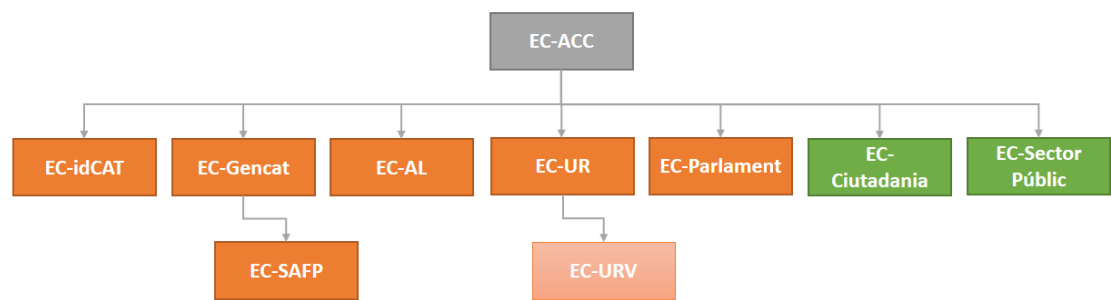 EC-ACC
EC-idCAT
EC-Gencat
EC-AL
EC-UR
EC-Parlament
EC-
Ciutadania
EC-Sector
Públic
EC-SAFP
EC-URV